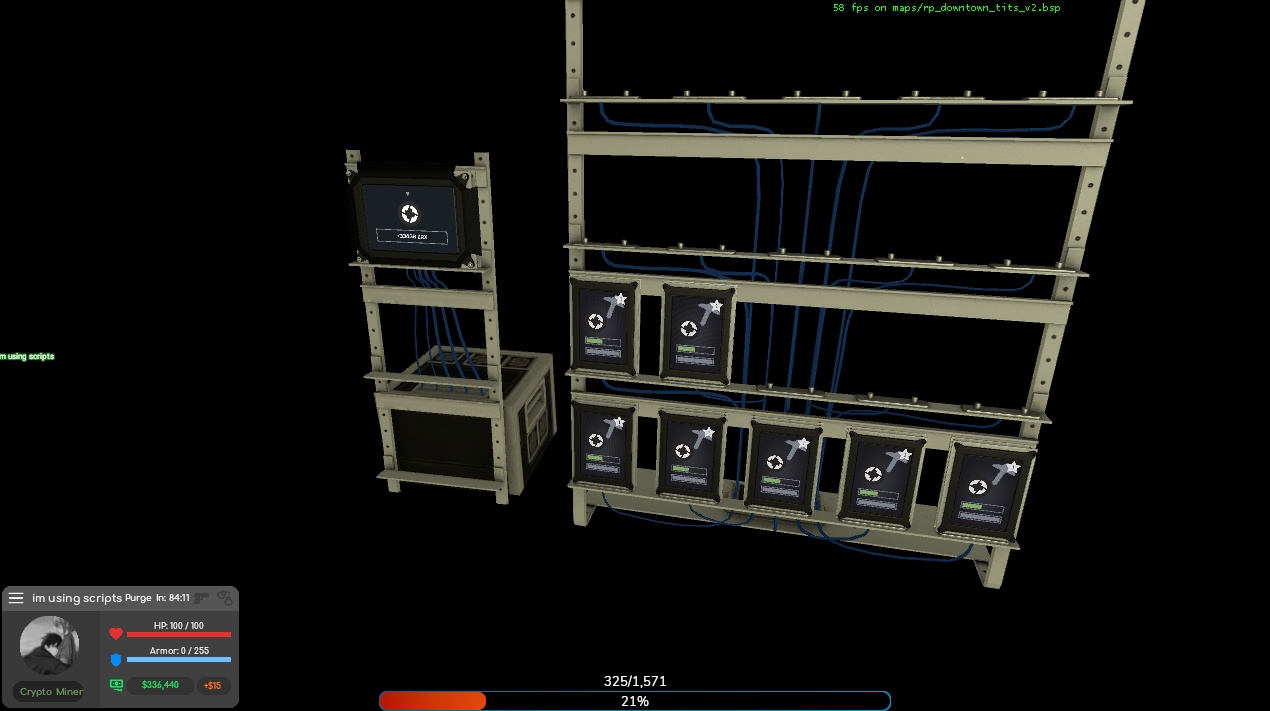 58 fps on maps/rp_downtown_tits_v2.bsp
m using scripts
im using scripts Purge In: 84:11
HP: 100 / 100
Armor: 0 / 255
Crypto Miner
$336,440
+$15
325/1,571
21%